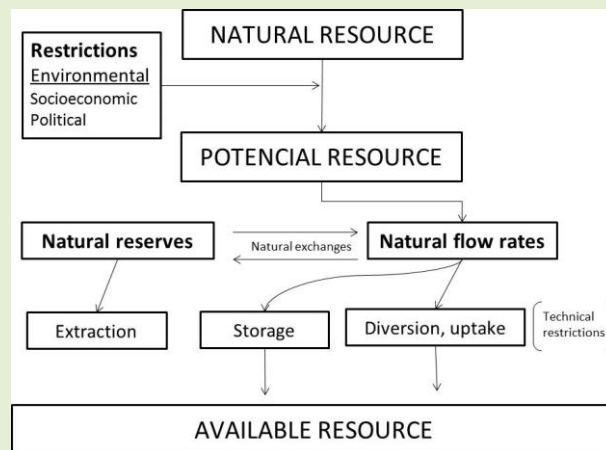 NATURAL RESOURCE
Restrictions
Environmental
Socioeconomic
Political
POTENCIAL RESOURCE
Natural reserves
Natural exchanges
Natural flow rates
Extraction
Storage
Diversion, uptake
Technical
restrictions
AVAILABLE RESOURCE